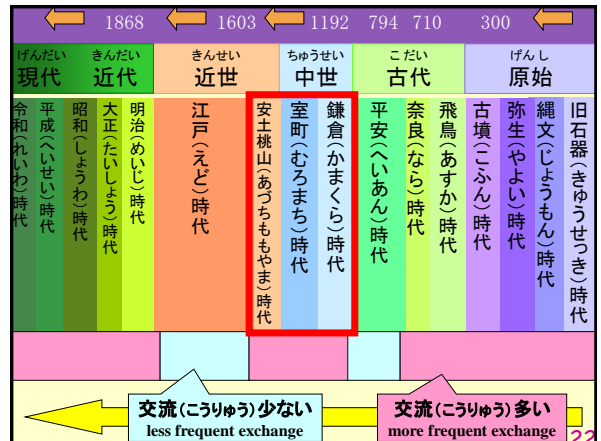 1868 1603 1192 794 710 300
げんだい きんだい きんせい ちゅうせい こだい げんし
現代 近代 近世 中世 古代 原始
令和(れいわ)時代
平成(へいせい)時代
昭和(しょうわ)時代
大正(たいしょう)時代
明治(めいじ)時代
江戸(えど)時代
安土桃山(あづちももやま)時代
室町(むろまち)時代
鎌倉(かまくら)時代
平安(へいあん)時代
奈良(なら)時代
飛鳥(あすか)時代
古墳(こふん)時代
弥生(やよい)時代
縄文(じょうもん)時代
旧石器(きゅうせっき)時代
交流(こうりゅう)少ない
less frequent exchange
交流(こうりゅう)多い
more frequent exchange
22